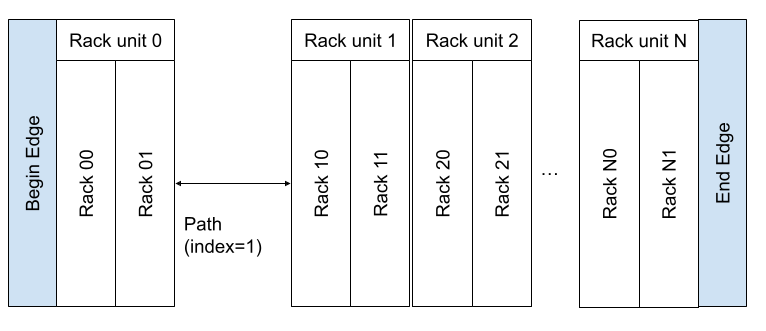 Rack unit 0
Rack unit 1
Rack unit 2
Rack unit N
Begin Edge
Rack 00
Rack 01
Path
(index=1)
Rack 10
Rack 11
Rack 20
Rack 21
...
Rack N0
Rack N1
End Edge